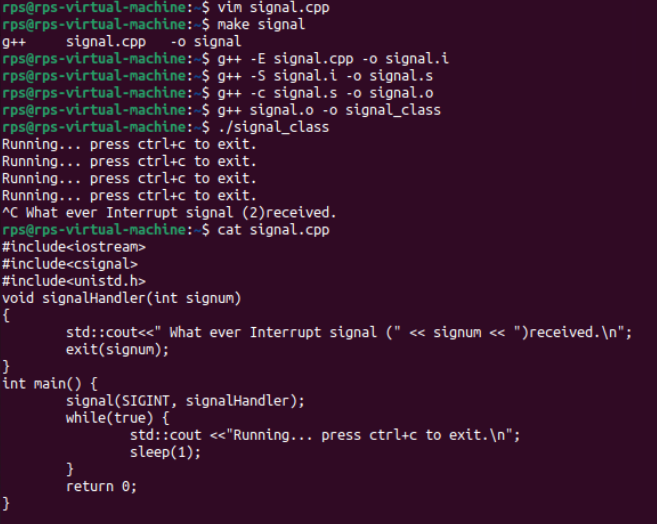 rps@rps-virtual-machine:~$ vim signal.cpp
rps@rps-virtual-machine:~$ make signal
g++     signal.cpp   -o signal
rps@rps-virtual-machine:~$ g++ -E signal.cpp -o signal.i
rps@rps-virtual-machine:~$ g++ -S signal.i -o signal.s
rps@rps-virtual-machine:~$ g++ -c signal.s -o signal.o
rps@rps-virtual-machine:~$ g++ signal.o -o signal_class
rps@rps-virtual-machine:~$ ./signal_class
Running... press ctrl+c to exit.
Running... press ctrl+c to exit.
Running... press ctrl+c to exit.
Running... press ctrl+c to exit.
^C What ever Interrupt signal (2)received.
rps@rps-virtual-machine:~$ cat signal.cpp
#include<iostream>
#include<csignal>
#include<unistd.h>
void signalHandler(int signum)
{
        std::cout<<" What ever Interrupt signal (" << signum << ")received.\n";
        exit(signum);
}
int main() {
        signal(SIGINT, signalHandler);
        while(true) {
                std::cout <<"Running... press ctrl+c to exit.\n";
                sleep(1);
        }
        return 0;
}